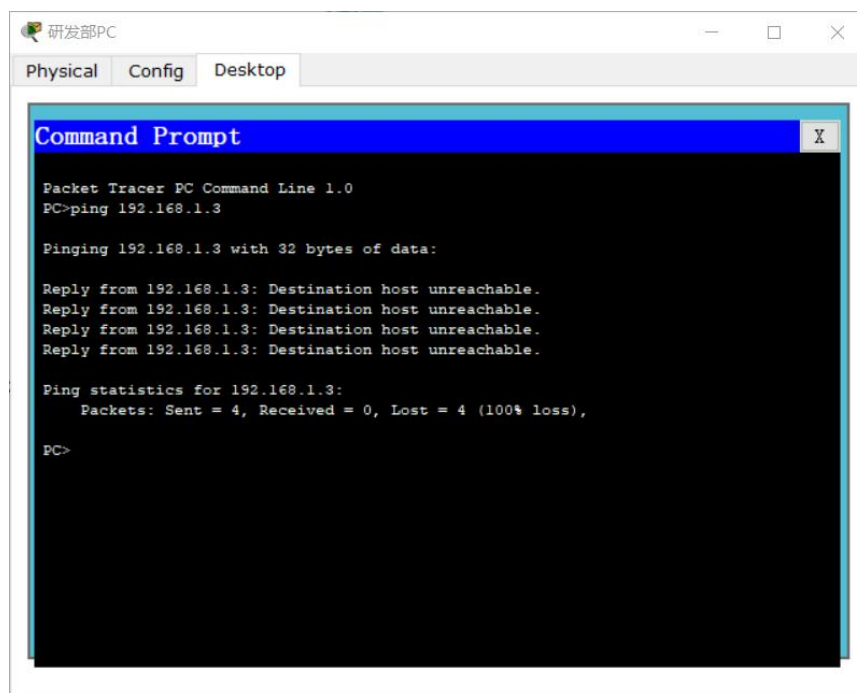 研发部PC
Physical Config Desktop
Command Prompt X
Packet Tracer PC Command Line 1.0
PC>ping 192.168.1.3
Pinging 192.168.1.3 with 32 bytes of data:
Reply from 192.168.1.3: Destination host unreachable.
Reply from 192.168.1.3: Destination host unreachable.
Reply from 192.168.1.3: Destination host unreachable.
Reply from 192.168.1.3: Destination host unreachable.
Ping statistics for 192.168.1.3:
Packets: Sent = 4, Received = 0, Lost = 4 (100% loss),
PC>